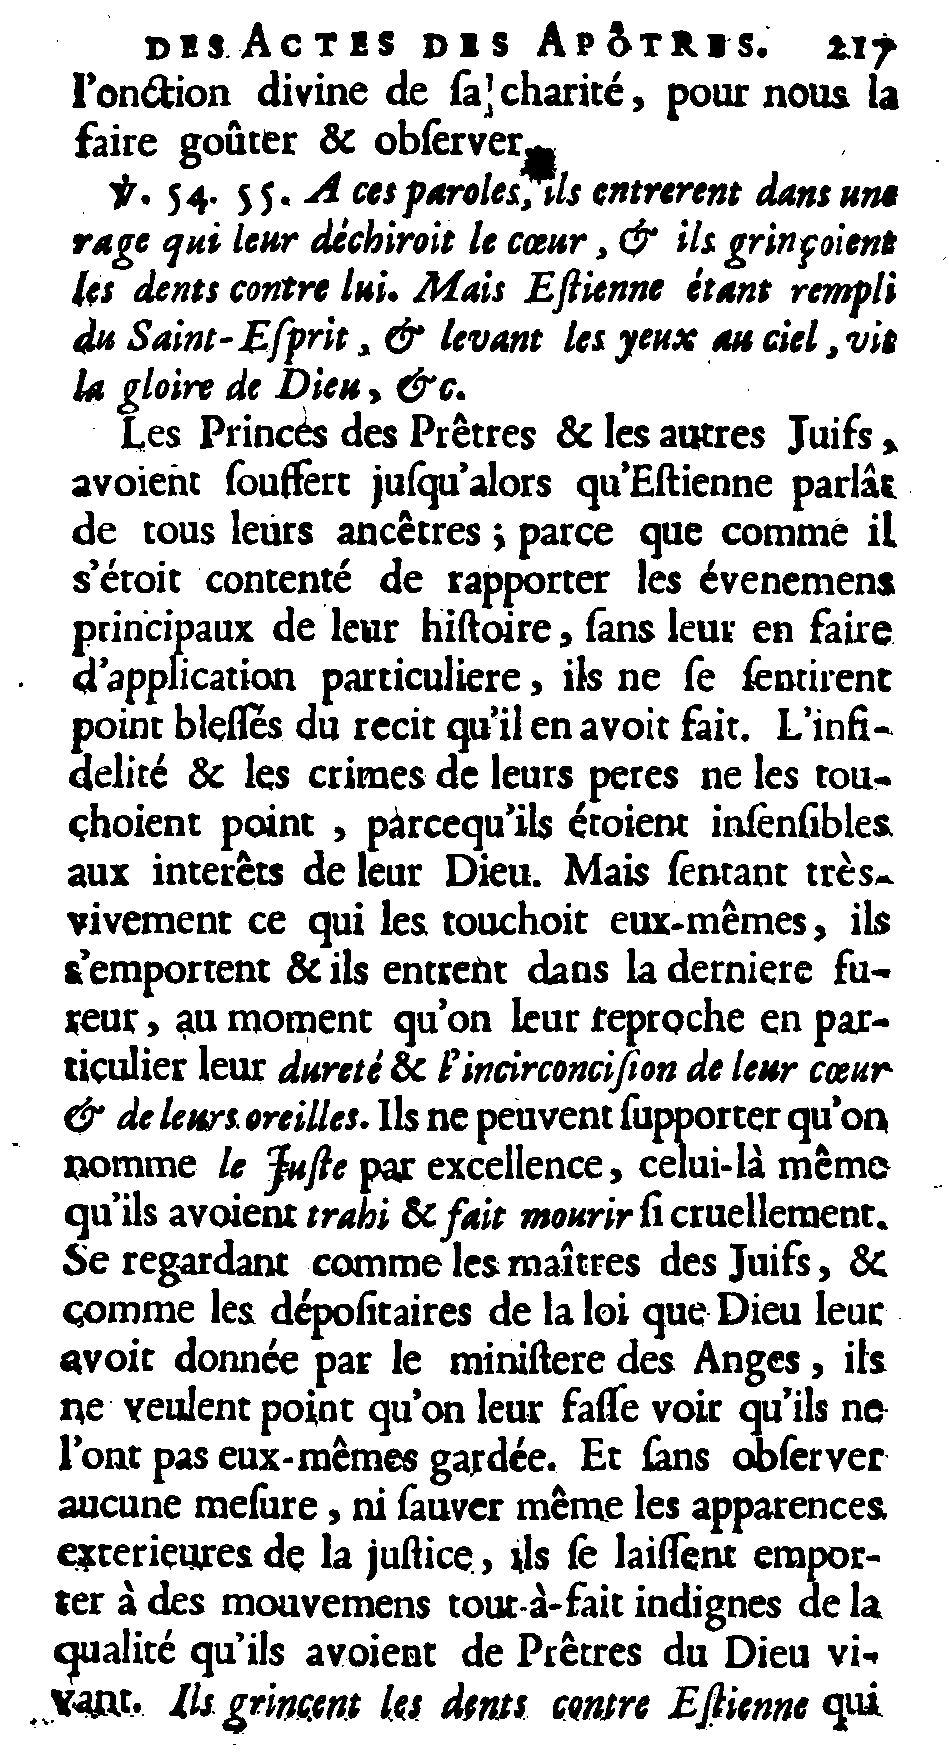 DES ACTES DES APÔTRES. 217
l'onction divine de ſa charité, pour nous la
faire goûter & obſerver.
℣. 54. 55. A ces paroles, ils entrerent dans une
rage qui leur déchiroit le cœur, & ils grinçoient
les dents contre lui. Mais Eſtienne étant rempli
du Saint-Eſprit, & levant les yeux au ciel, vit
la gloire de Dieu, &c.
Les Princes des Prêtres & les autres Juifs,
avoient ſouffert juſqu'alors qu'Eſtienne parlât
de tous leurs ancêtres ; parce que comme il
s'étoit contenté de rapporter les évenemens
principaux de leur hiſtoire, ſans leur en faire
d'application particuliere, ils ne ſe ſentirent
point bleſſés du recit qu'il en avoit fait. L'infi-
delité & les crimes de leurs peres ne les tou-
choient point, parcequ'ils étoient inſenſibles
aux interêts de leur Dieu. Mais ſentant très-
vivement ce qui les touchoit eux-mêmes, ils
s'emportent & ils entrent dans la derniere fu-
reur, au moment qu'on leur reproche en par-
ticulier leur dureté & l'incirconciſion de leur cœur
& de leurs oreilles. Ils ne peuvent ſupporter qu'on
nomme le Juſte par excellence, celui-là même
qu'ils avoient trahi & fait mourir ſi cruellement.
Se regardant comme les maîtres des Juifs, &
comme les dépoſitaires de la loi que Dieu leur
avoit donnée par le miniſtere des Anges, ils
ne veulent point qu'on leur faſſe voir qu'ils ne
l'ont pas eux-mêmes gardée. Et ſans obſerver
aucune meſure, ni ſauver même les apparences
exterieures de la juſtice, ils ſe laiſſent empor-
ter à des mouvemens tout-à-fait indignes de la
qualité qu'ils avoient de Prêtres du Dieu vi-
vant. Ils grincent les dents contre Eſtienne qui